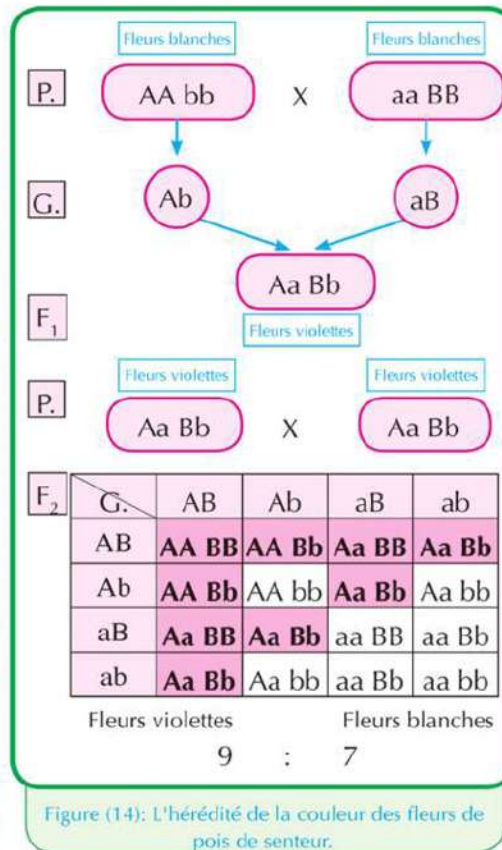 Fleurs blanches Fleurs blanches
P. AA bb X aa BB
G. Ab aB
Aa Bb
F1 Fleurs violettes
Fleurs violettes Fleurs violettes
P. Aa Bb X Aa Bb
F2 G. AB Ab aB ab
AB AA BB AA Bb Aa BB Aa Bb
Ab AA Bb AA bb Aa Bb Aa bb
aB Aa BB Aa Bb aa BB aa Bb
ab Aa Bb Aa bb aa Bb aa bb
Fleurs violettes Fleurs blanches
9 : 7
Figure (14): L'hérédité de la couleur des fleurs de
pois de senteur.